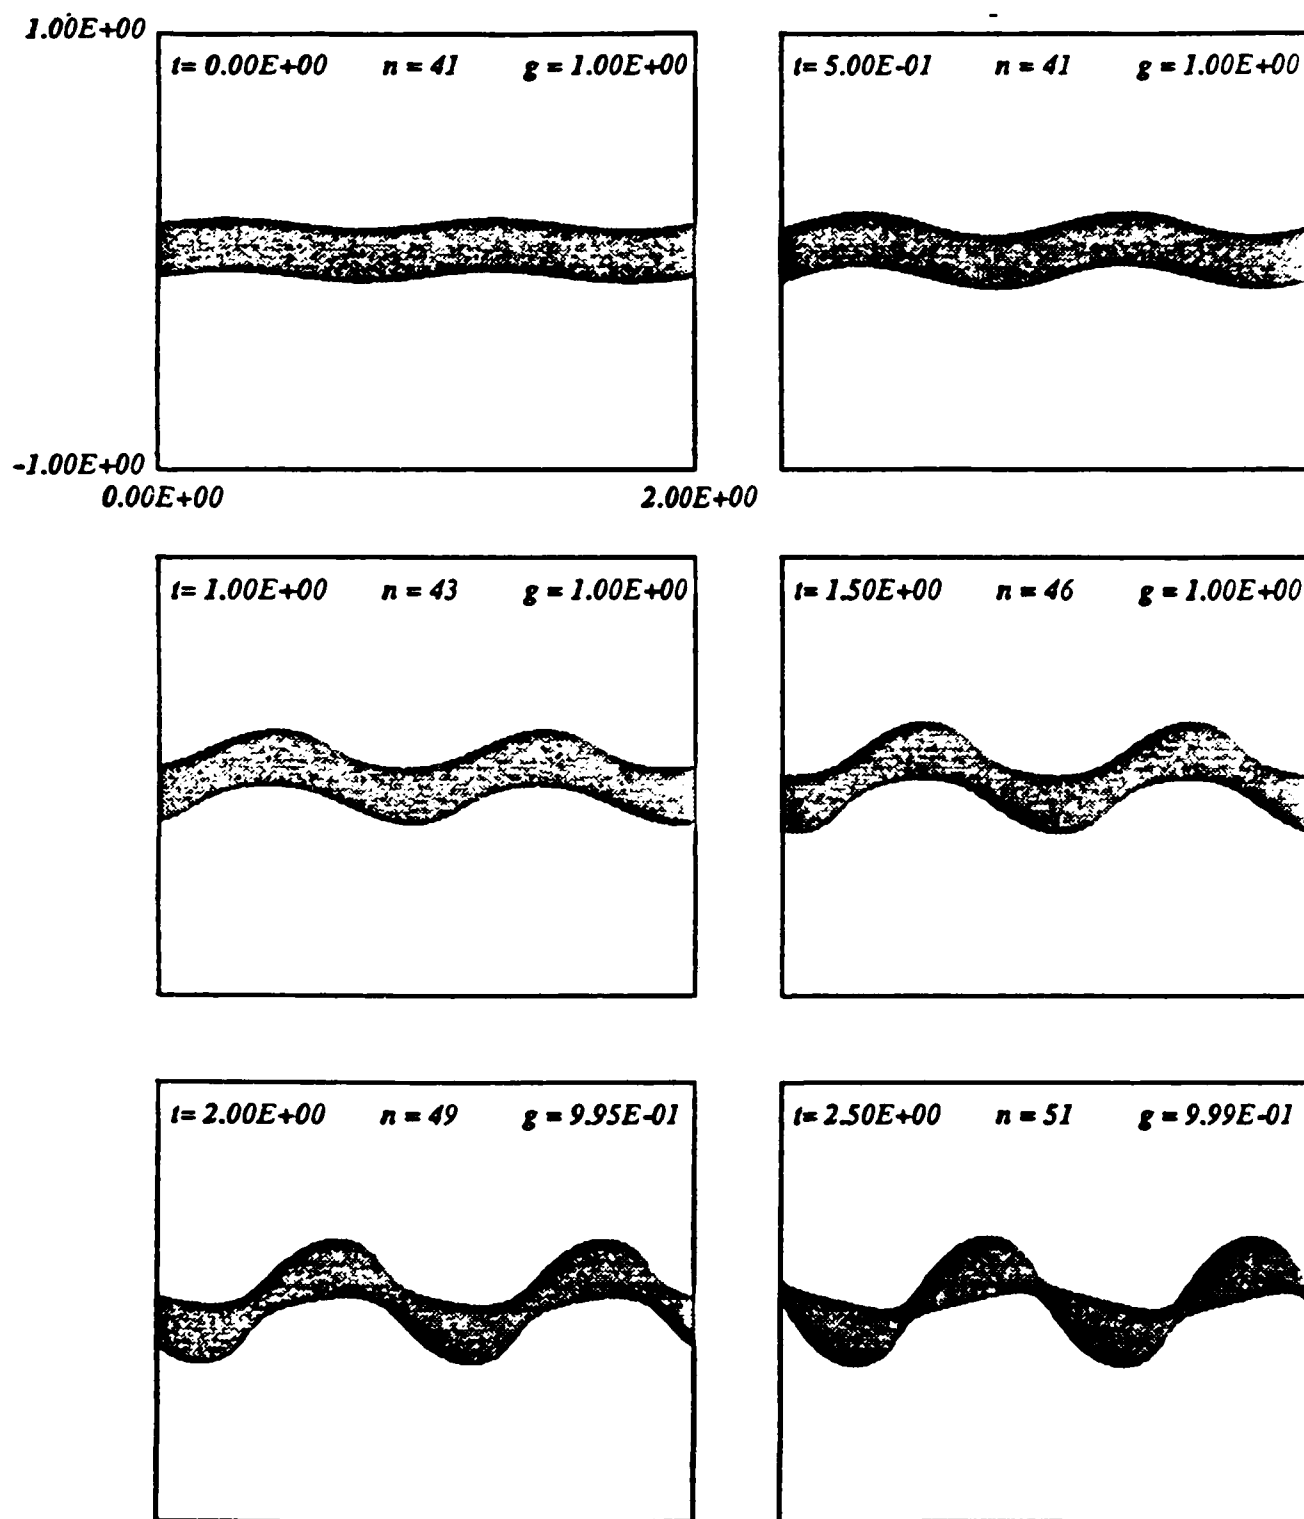 1.00E+00
t= 0.00E+00 n = 41 g = 1.00E+00
t= 5.00E-01 n = 41 g = 1.00E+00
-1.00E+00
0.00E+00 2.00E+00
t= 1.00E+00 n = 43 g = 1.00E+00
t= 1.50E+00 n = 46 g = 1.00E+00
t= 2.00E+00 n = 49 g = 9.95E-01
t= 2.50E+00 n = 51 g = 9.99E-01